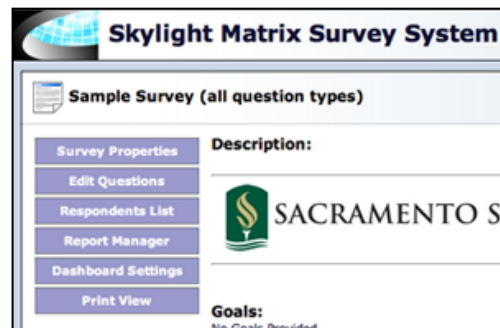 Skylight Matrix Survey System
Sample Survey (all question types)
Survey Properties
Edit Questions
Respondents List
Report Manager
Dashboard Settings
Print View
Description:
SACRAMENTO S
Goals:
No Goals Provided